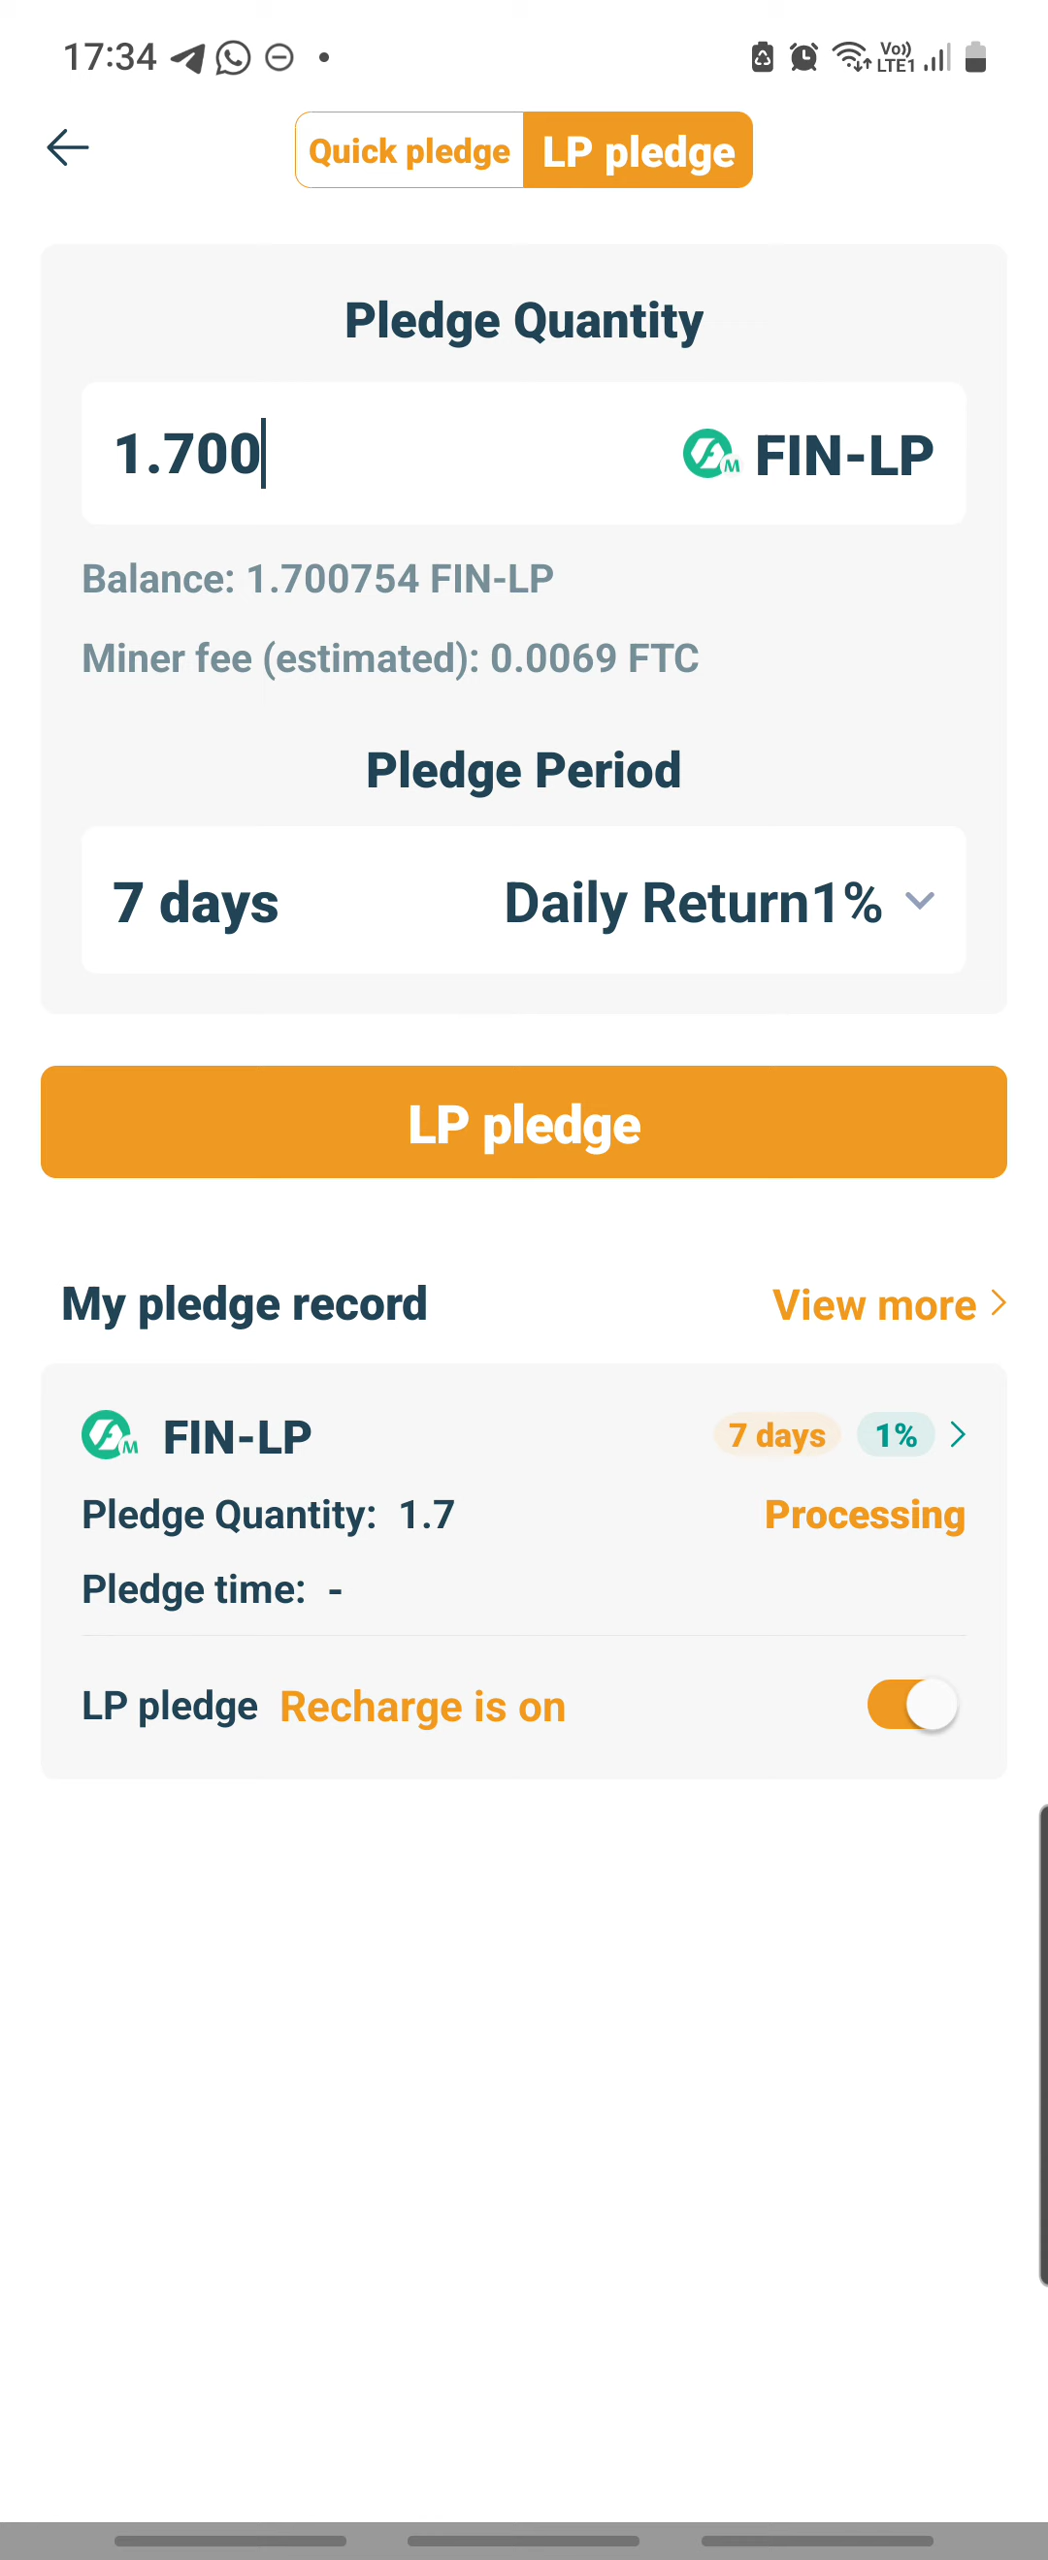 17:34
Vo))
LTE1
Quick pledge
LP pledge
Pledge Quantity
1.700
M
FIN-LP
Balance: 1.700754 FIN-LP
Miner fee (estimated): 0.0069 FTC
Pledge Period
7 days
Daily Return1%
LP pledge
My pledge record
View more
M
FIN-LP
7 days
1%
Pledge Quantity: 1.7
Processing
Pledge time: -
LP pledge
Recharge is on